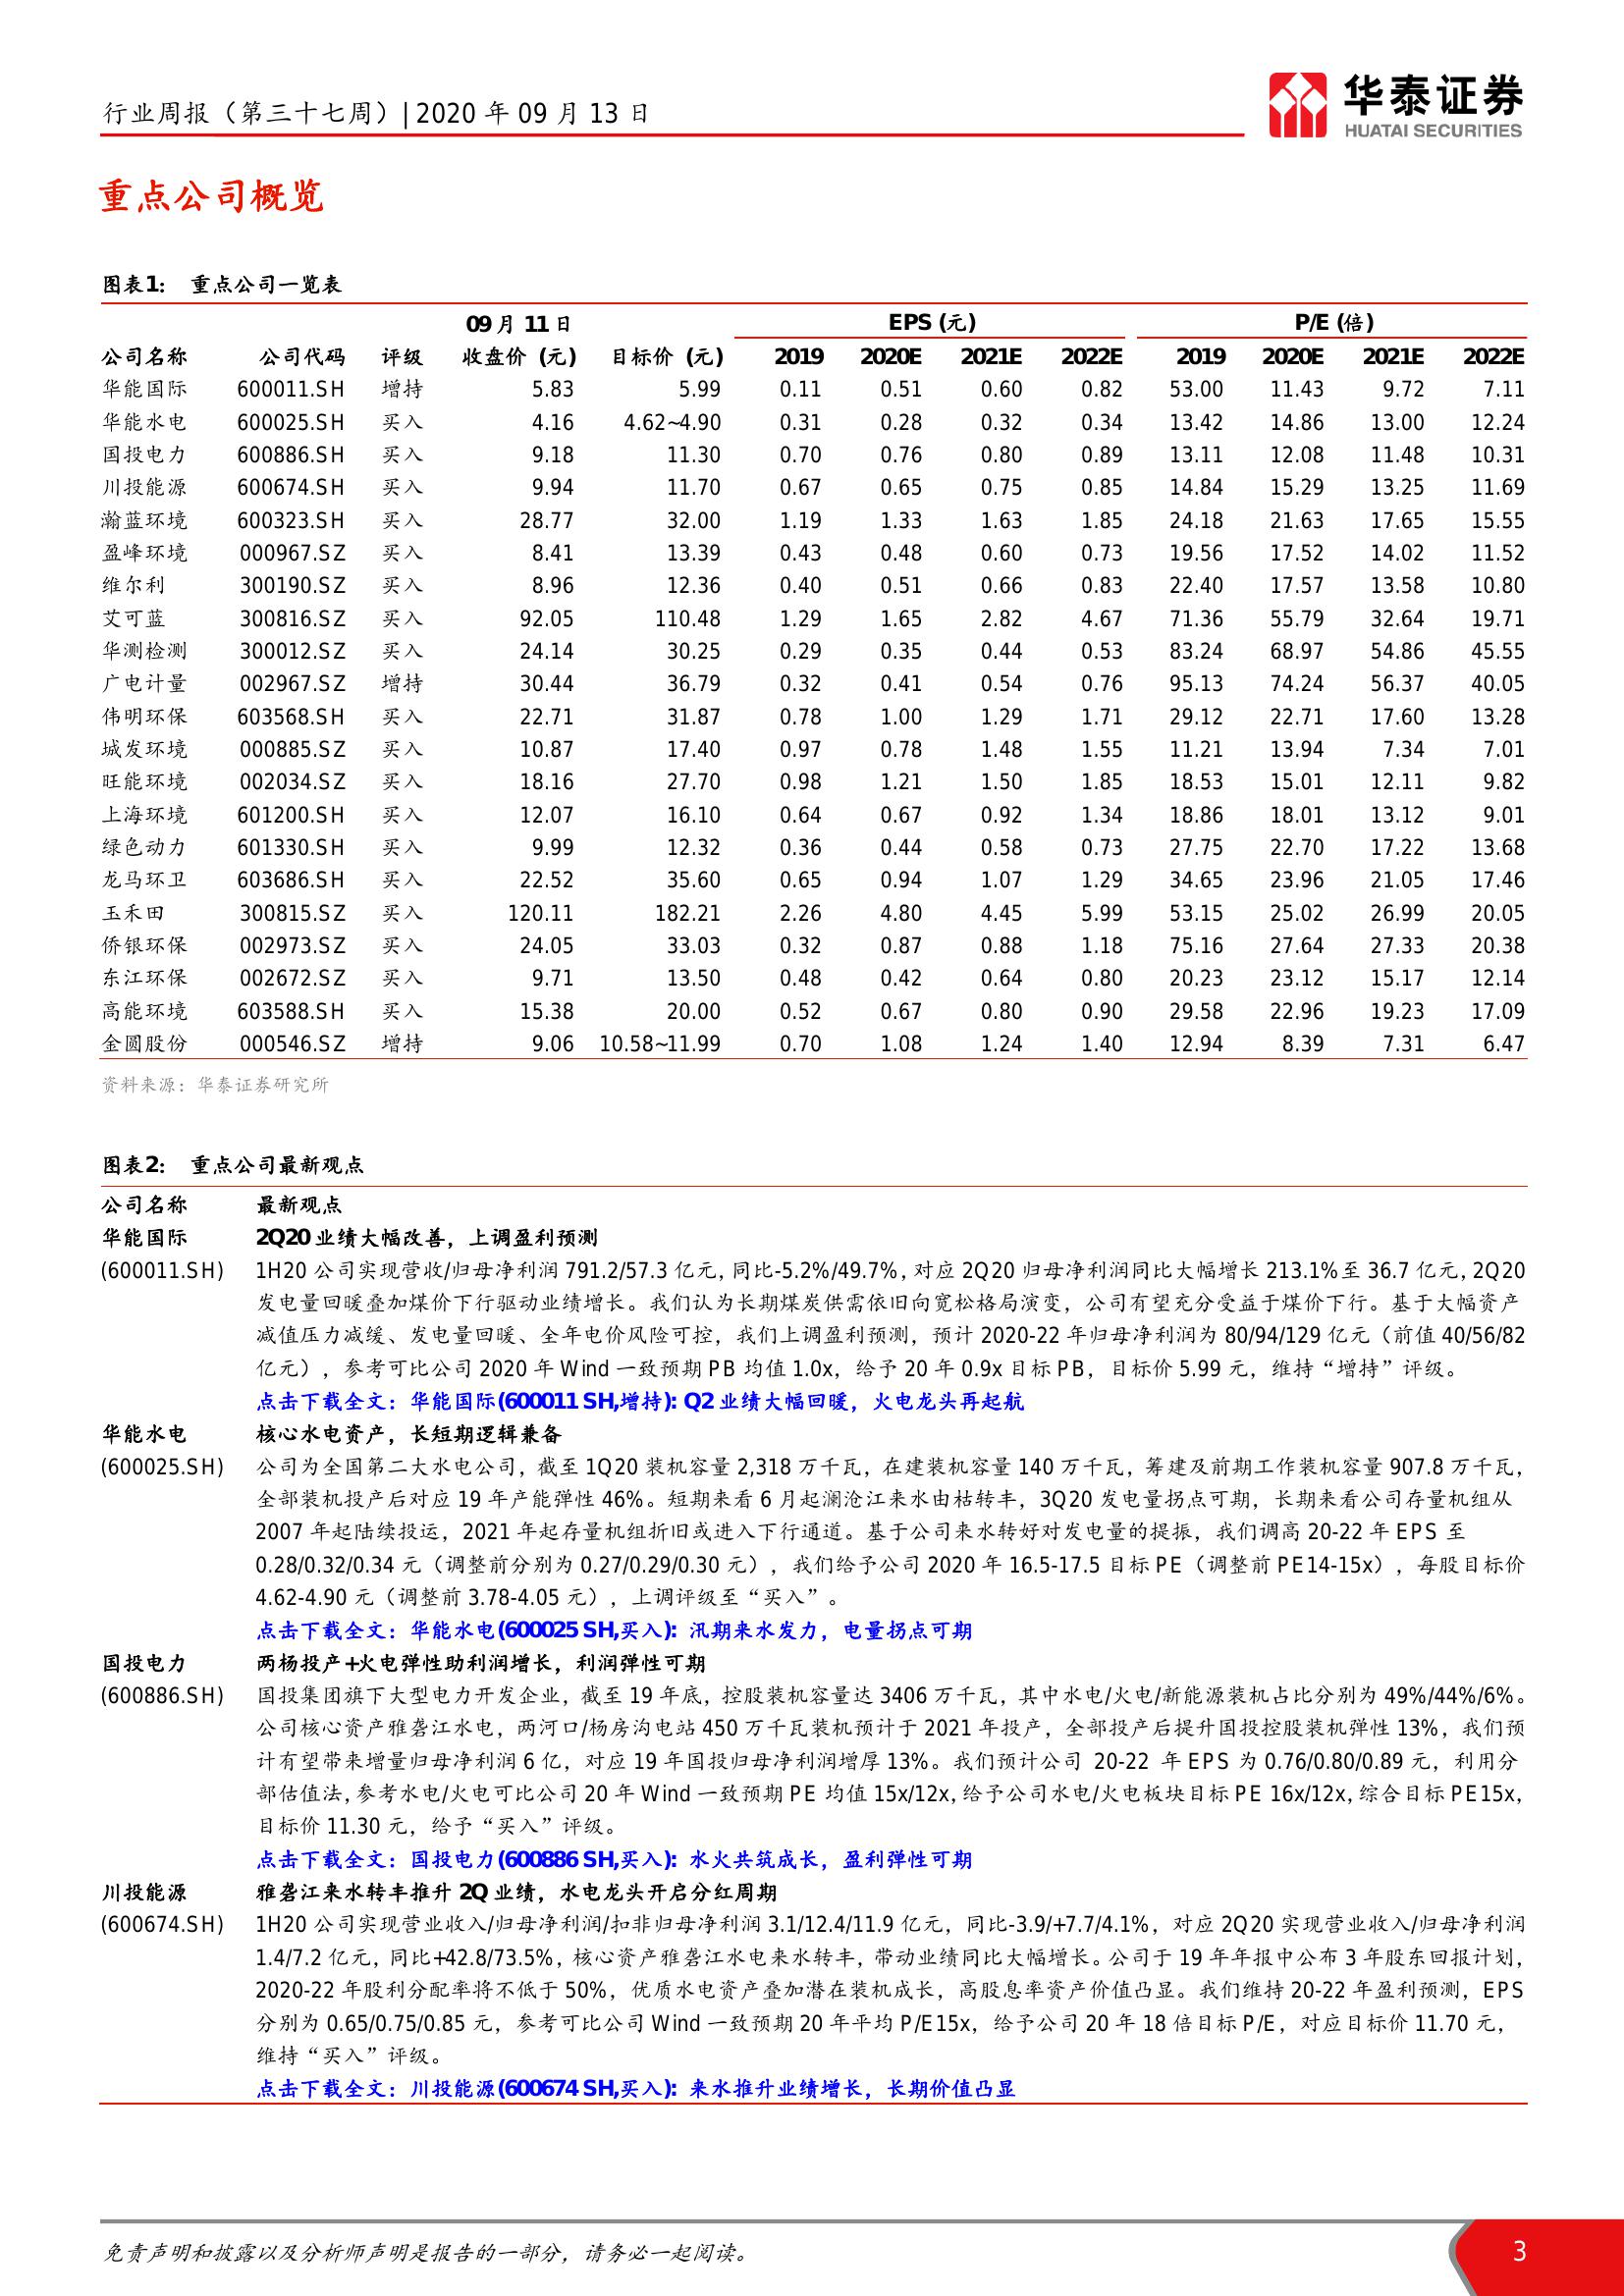 行业周报（第三十七周）| 2020 年 09 月 13 日
华泰证券
HUATAI SECURITIES
重点公司概览
图表1： 重点公司一览表
09 月 11 日 EPS (元) P/E (倍)
公司名称 公司代码 评级 收盘价 (元) 目标价 (元) 2019 2020E 2021E 2022E 2019 2020E 2021E 2022E
华能国际 600011.SH 增持 5.83 5.99 0.11 0.51 0.60 0.82 53.00 11.43 9.72 7.11
华能水电 600025.SH 买入 4.16 4.62~4.90 0.31 0.28 0.32 0.34 13.42 14.86 13.00 12.24
国投电力 600886.SH 买入 9.18 11.30 0.70 0.76 0.80 0.89 13.11 12.08 11.48 10.31
川投能源 600674.SH 买入 9.94 11.70 0.67 0.65 0.75 0.85 14.84 15.29 13.25 11.69
瀚蓝环境 600323.SH 买入 28.77 32.00 1.19 1.33 1.63 1.85 24.18 21.63 17.65 15.55
盈峰环境 000967.SZ 买入 8.41 13.39 0.43 0.48 0.60 0.73 19.56 17.52 14.02 11.52
维尔利 300190.SZ 买入 8.96 12.36 0.40 0.51 0.66 0.83 22.40 17.57 13.58 10.80
艾可蓝 300816.SZ 买入 92.05 110.48 1.29 1.65 2.82 4.67 71.36 55.79 32.64 19.71
华测检测 300012.SZ 买入 24.14 30.25 0.29 0.35 0.44 0.53 83.24 68.97 54.86 45.55
广电计量 002967.SZ 增持 30.44 36.79 0.32 0.41 0.54 0.76 95.13 74.24 56.37 40.05
伟明环保 603568.SH 买入 22.71 31.87 0.78 1.00 1.29 1.71 29.12 22.71 17.60 13.28
城发环境 000885.SZ 买入 10.87 17.40 0.97 0.78 1.48 1.55 11.21 13.94 7.34 7.01
旺能环境 002034.SZ 买入 18.16 27.70 0.98 1.21 1.50 1.85 18.53 15.01 12.11 9.82
上海环境 601200.SH 买入 12.07 16.10 0.64 0.67 0.92 1.34 18.86 18.01 13.12 9.01
绿色动力 601330.SH 买入 9.99 12.32 0.36 0.44 0.58 0.73 27.75 22.70 17.22 13.68
龙马环卫 603686.SH 买入 22.52 35.60 0.65 0.94 1.07 1.29 34.65 23.96 21.05 17.46
玉禾田 300815.SZ 买入 120.11 182.21 2.26 4.80 4.45 5.99 53.15 25.02 26.99 20.05
侨银环保 002973.SZ 买入 24.05 33.03 0.32 0.87 0.88 1.18 75.16 27.64 27.33 20.38
东江环保 002672.SZ 买入 9.71 13.50 0.48 0.42 0.64 0.80 20.23 23.12 15.17 12.14
高能环境 603588.SH 买入 15.38 20.00 0.52 0.67 0.80 0.90 29.58 22.96 19.23 17.09
金圆股份 000546.SZ 增持 9.06 10.58~11.99 0.70 1.08 1.24 1.40 12.94 8.39 7.31 6.47
资料来源：华泰证券研究所
图表2： 重点公司最新观点
公司名称 最新观点
华能国际 2Q20 业绩大幅改善，上调盈利预测
(600011.SH) 1H20 公司实现营收/归母净利润 791.2/57.3 亿元，同比-5.2%/49.7%，对应 2Q20 归母净利润同比大幅增长 213.1%至 36.7 亿元，2Q20
发电量回暖叠加煤价下行驱动业绩增长。我们认为长期煤炭供需依旧向宽松格局演变，公司有望充分受益于煤价下行。基于大幅资产
减值压力减缓、发电量回暖、全年电价风险可控，我们上调盈利预测，预计 2020-22 年归母净利润为 80/94/129 亿元（前值 40/56/82
亿元），参考可比公司 2020 年 Wind 一致预期 PB 均值 1.0x，给予 20 年 0.9x 目标 PB，目标价 5.99 元，维持“增持”评级。
点击下载全文：华能国际(600011 SH,增持): Q2 业绩大幅回暖，火电龙头再起航
华能水电 核心水电资产，长短期逻辑兼备
(600025.SH) 公司为全国第二大水电公司，截至 1Q20 装机容量 2,318 万千瓦，在建装机容量 140 万千瓦，筹建及前期工作装机容量 907.8 万千瓦，
全部装机投产后对应 19 年产能弹性 46%。短期来看 6 月起澜沧江来水由枯转丰，3Q20 发电量拐点可期，长期来看公司存量机组从
2007 年起陆续投运，2021 年起存量机组折旧或进入下行通道。基于公司来水转好对发电量的提振，我们调高 20-22 年 EPS 至
0.28/0.32/0.34 元（调整前分别为 0.27/0.29/0.30 元），我们给予公司 2020 年 16.5-17.5 目标 PE（调整前 PE14-15x），每股目标价
4.62-4.90 元（调整前 3.78-4.05 元），上调评级至“买入”。
点击下载全文：华能水电(600025 SH,买入): 汛期来水发力，电量拐点可期
国投电力 两杨投产+火电弹性助利润增长，利润弹性可期
(600886.SH) 国投集团旗下大型电力开发企业，截至 19 年底，控股装机容量达 3406 万千瓦，其中水电/火电/新能源装机占比分别为 49%/44%/6%。
公司核心资产雅砻江水电，两河口/杨房沟电站 450 万千瓦装机预计于 2021 年投产，全部投产后提升国投控股装机弹性 13%，我们预
计有望带来增量归母净利润 6 亿，对应 19 年国投归母净利润增厚 13%。我们预计公司 20-22 年 EPS 为 0.76/0.80/0.89 元，利用分
部估值法，参考水电/火电可比公司 20 年 Wind 一致预期 PE 均值 15x/12x，给予公司水电/火电板块目标 PE 16x/12x，综合目标 PE15x，
目标价 11.30 元，给予“买入”评级。
点击下载全文：国投电力(600886 SH,买入): 水火共筑成长，盈利弹性可期
川投能源 雅砻江来水转丰推升 2Q 业绩，水电龙头开启分红周期
(600674.SH) 1H20 公司实现营业收入/归母净利润/扣非归母净利润 3.1/12.4/11.9 亿元，同比-3.9/+7.7/4.1%，对应 2Q20 实现营业收入/归母净利润
1.4/7.2 亿元，同比+42.8/73.5%，核心资产雅砻江水电来水转丰，带动业绩同比大幅增长。公司于 19 年年报中公布 3 年股东回报计划，
2020-22 年股利分配率将不低于 50%，优质水电资产叠加潜在装机成长，高股息率资产价值凸显。我们维持 20-22 年盈利预测，EPS
分别为 0.65/0.75/0.85 元，参考可比公司 Wind 一致预期 20 年平均 P/E15x，给予公司 20 年 18 倍目标 P/E，对应目标价 11.70 元，
维持“买入”评级。
点击下载全文：川投能源(600674 SH,买入): 来水推升业绩增长，长期价值凸显
免责声明和披露以及分析师声明是报告的一部分，请务必一起阅读。 3